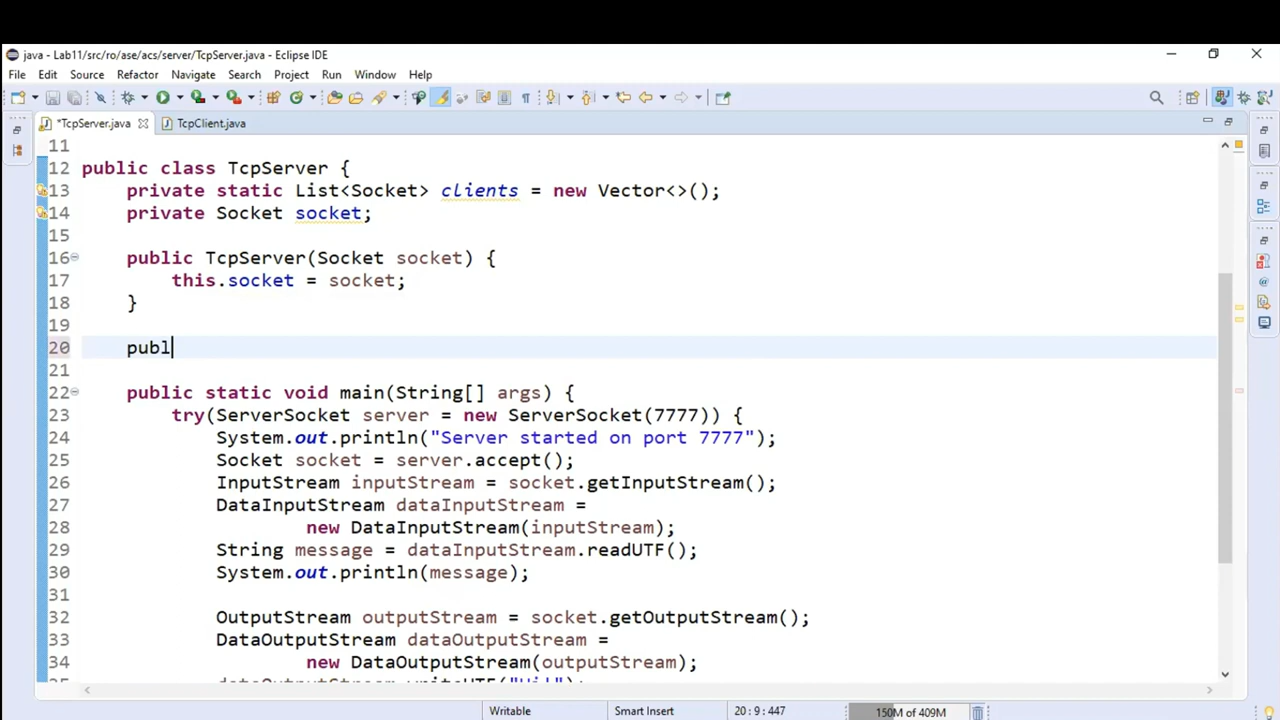 java - Lab11/src/ro/ase/acs/server/TcpServer.java - Eclipse IDE
File Edit Source Refactor Navigate Search Project Run Window Help
*TcpServer.java TcpClient.java
11
12 public class TcpServer {
13 private static List<Socket> clients = new Vector<>();
14 private Socket socket;
15
16 public TcpServer(Socket socket) {
17 this.socket = socket;
18 }
19
20 publ
21
22 public static void main(String[] args) {
23 try(ServerSocket server = new ServerSocket(7777)) {
24 System.out.println("Server started on port 7777");
25 Socket socket = server.accept();
26 InputStream inputStream = socket.getInputStream();
27 DataInputStream dataInputStream =
28 new DataInputStream(inputStream);
29 String message = dataInputStream.readUTF();
30 System.out.println(message);
31
32 OutputStream outputStream = socket.getOutputStream();
33 DataOutputStream dataOutputStream =
34 new DataOutputStream(outputStream);
Writable Smart Insert 20 : 9 : 447 150M of 409M